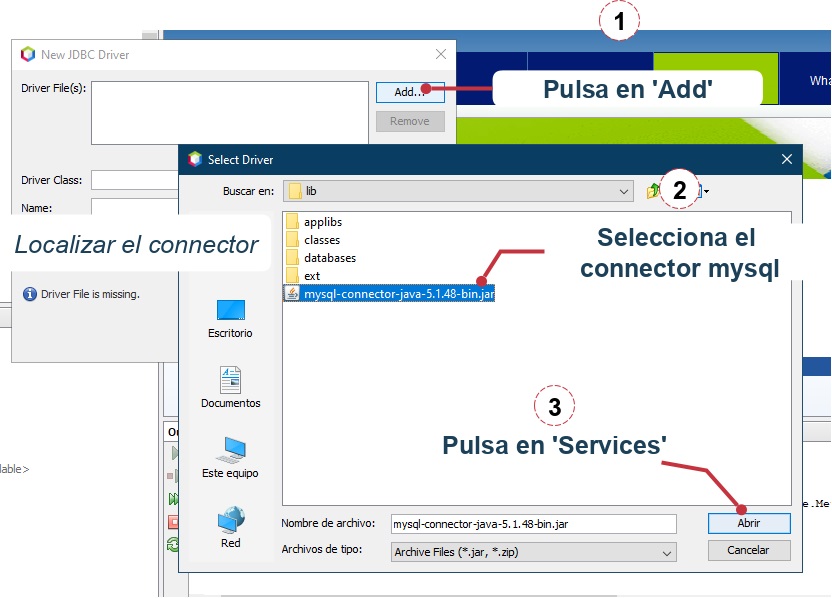 1
New JDBC Driver
Driver File(s):
Add...
Pulsa en 'Add'
Wha
Remove
Select Driver
Driver Class:
Buscar en:
lib
2
Name:
applibs
Localizar el connector
classes
Selecciona el
connector mysql
databases
ext
Driver File is missing.
mysql-connector-java-5.1.48-bin.jar
Escritorio
Documentos
3
Pulsa en 'Services'
Ou
lable>
Este equipo
e.Me
Red
Nombre de archivo:
mysql-connector-java-5.1.48-bin.jar
Abrir
Archivos de tipo:
Archive Files (*.jar, *.zip)
Cancelar